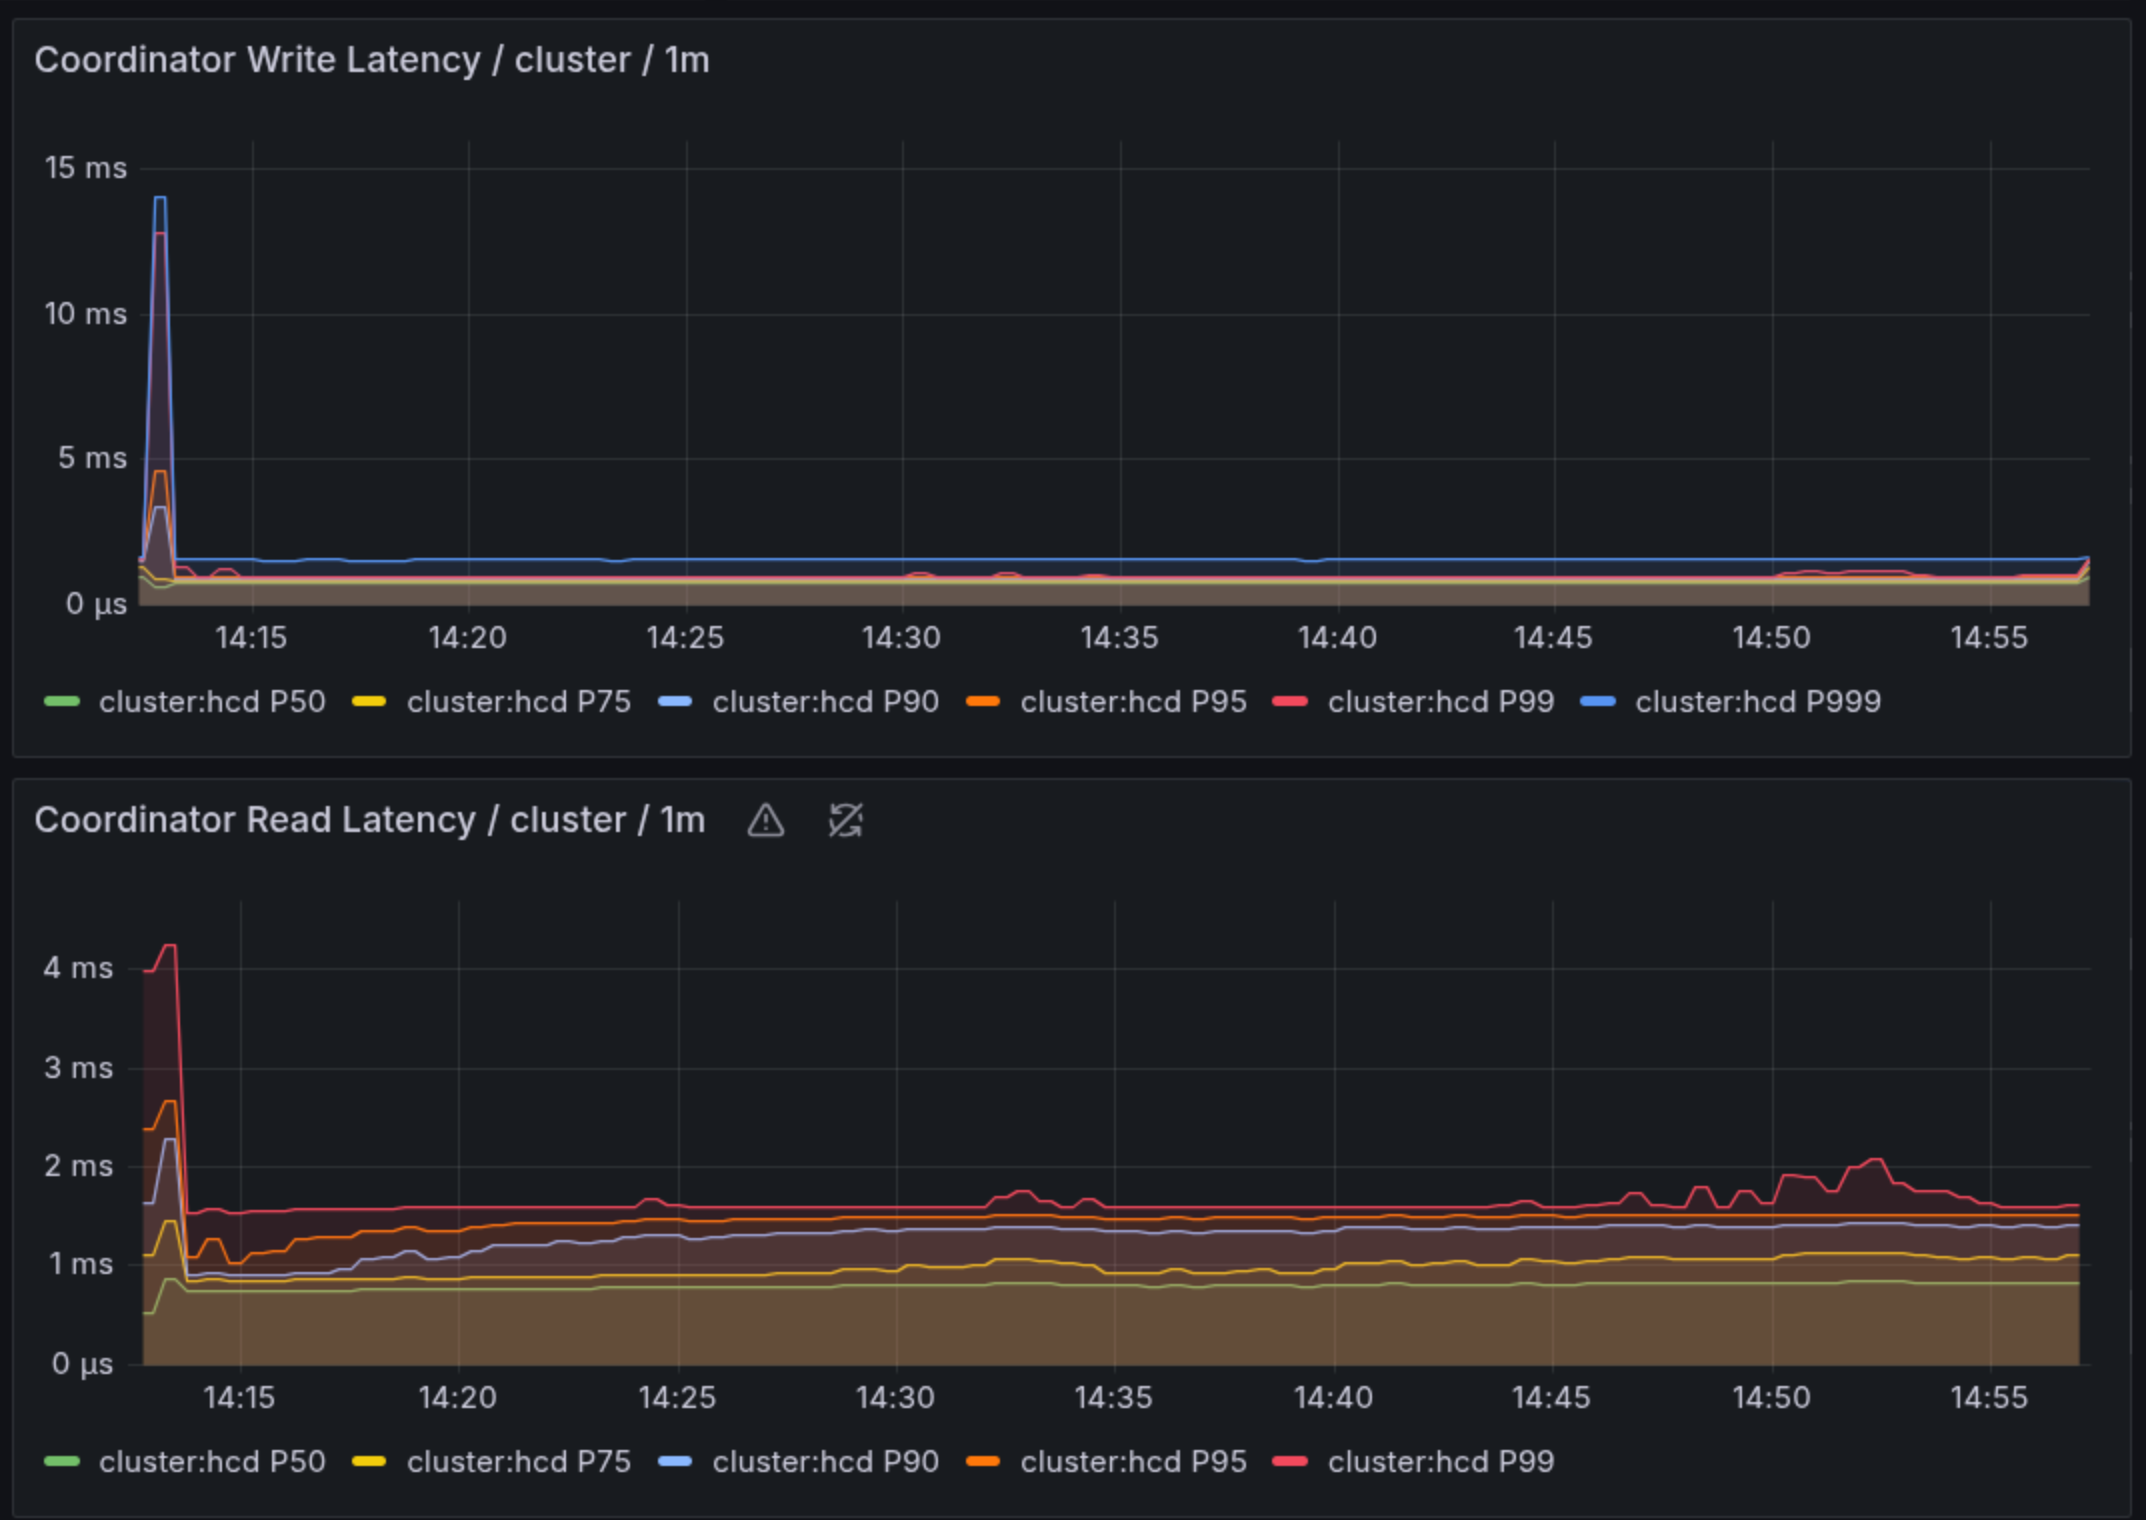 Coordinator Write Latency / cluster / 1m
15 ms
10 ms
5 ms
0 µs
14:15 14:20 14:25 14:30 14:35 14:40 14:45 14:50 14:55
cluster:hcd P50 cluster:hcd P75 cluster:hcd P90 cluster:hcd P95 cluster:hcd P99 cluster:hcd P999
Coordinator Read Latency / cluster / 1m
4 ms
3 ms
2 ms
1 ms
0 µs
14:15 14:20 14:25 14:30 14:35 14:40 14:45 14:50 14:55
cluster:hcd P50 cluster:hcd P75 cluster:hcd P90 cluster:hcd P95 cluster:hcd P99